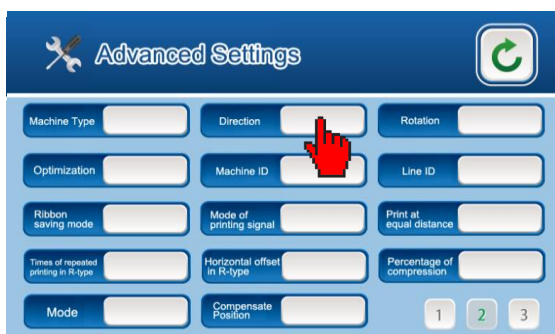 Advanced Settings
Machine Type
Direction
Rotation
Optimization
Machine ID
Line ID
Ribbon
saving mode
Mode of
printing signal
Print at
equal distance
Times of repeated
printing in R-type
Horizontal offset
in R-type
Percentage of
compression
Mode
Compensate
Position
1 2 3